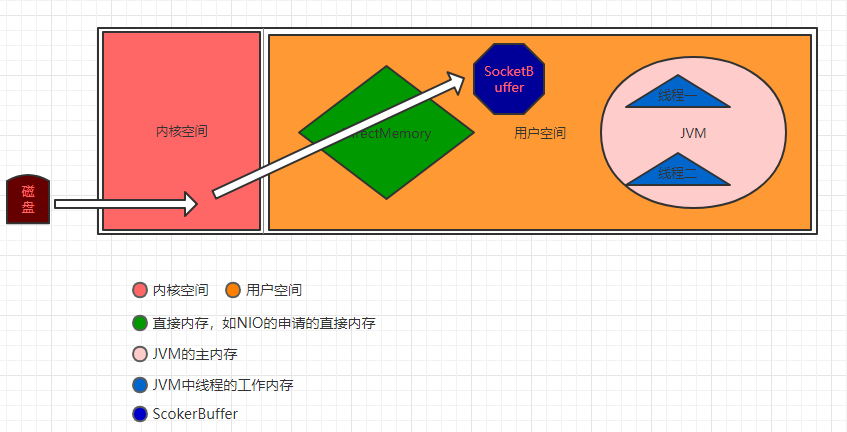 SocketB
uffer
线程一
内核空间
rectMemory
用户空间
JVM
线程二
磁
盘
内核空间 用户空间
直接内存，如NIO的申请的直接内存
JVM的主内存
JVM中线程的工作内存
ScokerBuffer